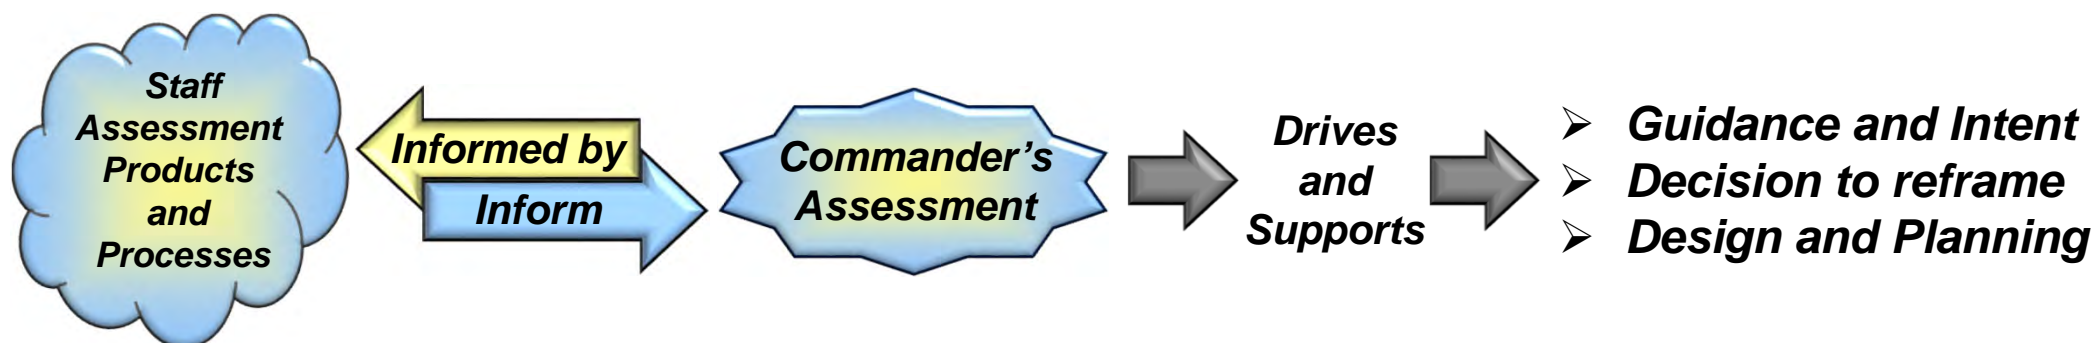 Staff
Assessment
Products
and
Processes
Informed by
Inform
Commander’s
Assessment
Drives
and
Supports
➢ Guidance and Intent
➢ Decision to reframe
➢ Design and Planning